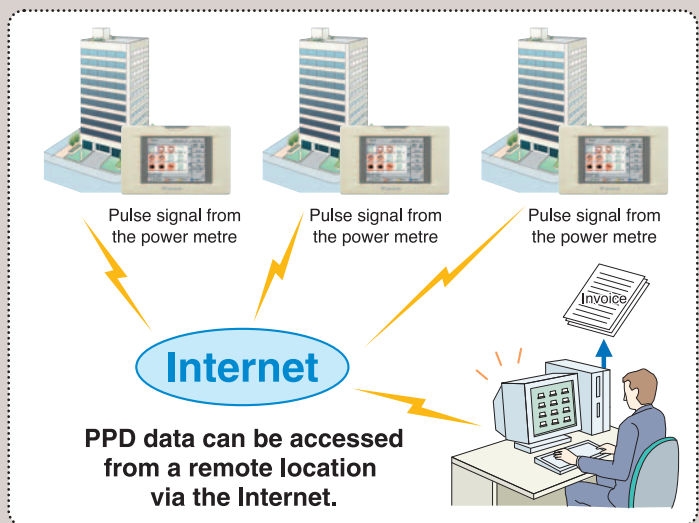 Pulse signal from
the power metre
Pulse signal from
the power metre
Pulse signal from
the power metre
Invoice
Internet
PPD data can be accessed
from a remote location
via the Internet.